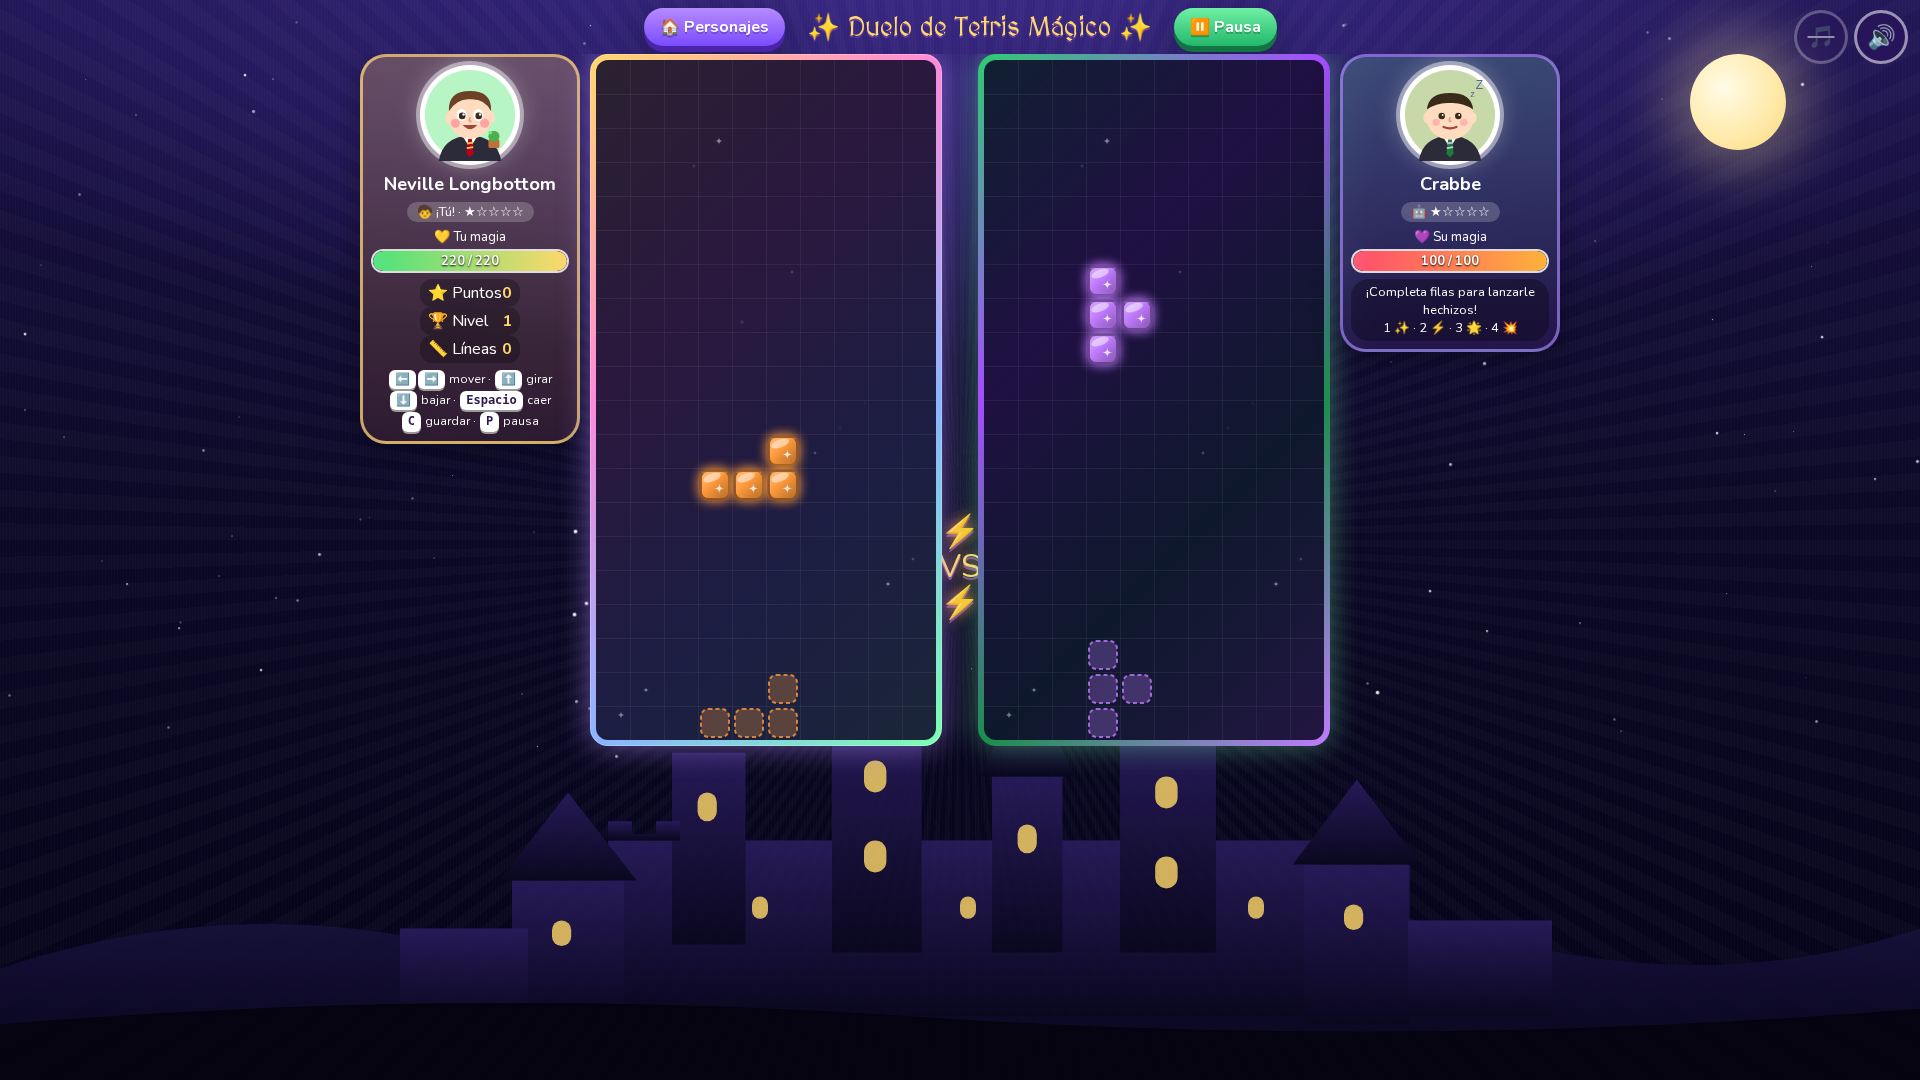 🏠 Personajes
✨ Duelo de Tetris Mágico ✨
⏸️ Pausa
Neville Longbottom
🧒 ¡Tú! · ★☆☆☆☆
💛 Tu magia
220 / 220
⭐ Puntos 0
🏆 Nivel 1
📏 Líneas 0
⬅️ ➡️ mover · ⬆️ girar
⬇️ bajar · Espacio caer
C guardar · P pausa
⚡
VS
⚡
z Z
Crabbe
🤖 ★☆☆☆☆
💜 Su magia
100 / 100
¡Completa filas para lanzarle
hechizos!
1 ✨ · 2 ⚡ · 3 🌟 · 4 💥